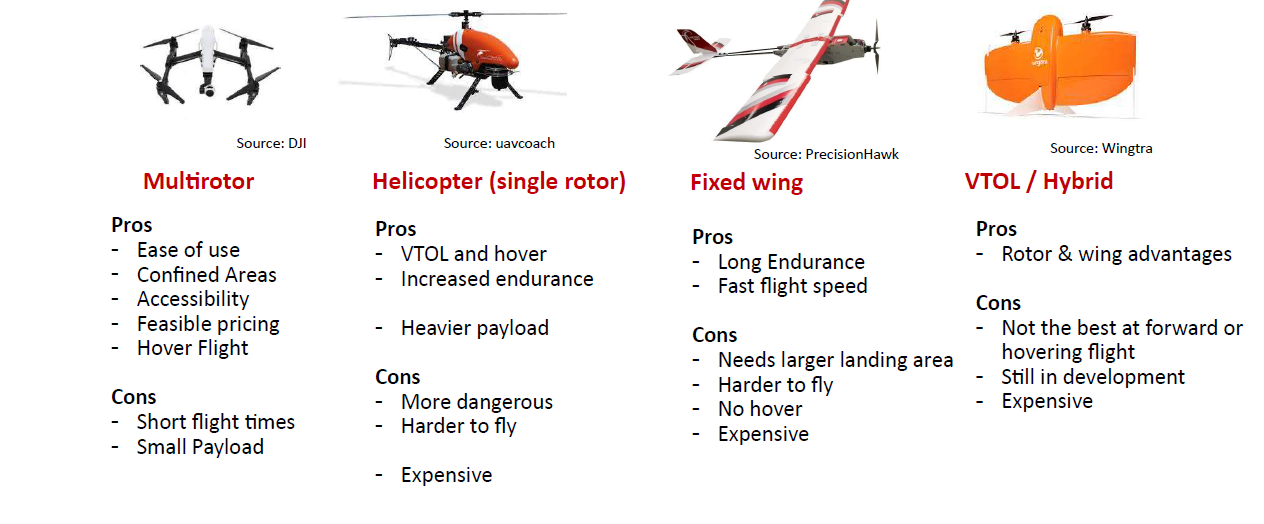 Source: DJI
Multirotor
Pros
- Ease of use
- Confined Areas
- Accessibility
- Feasible pricing
- Hover Flight
Cons
- Short flight times
- Small Payload
Source: uavcoach
Helicopter (single rotor)
Pros
- VTOL and hover
- Increased endurance
- Heavier payload
Cons
- More dangerous
- Harder to fly
- Expensive
Source: PrecisionHawk
Fixed wing
Pros
- Long Endurance
- Fast flight speed
Cons
- Needs larger landing area
- Harder to fly
- No hover
- Expensive
Source: Wingtra
VTOL / Hybrid
Pros
- Rotor & wing advantages
Cons
- Not the best at forward or
hovering flight
- Still in development
- Expensive